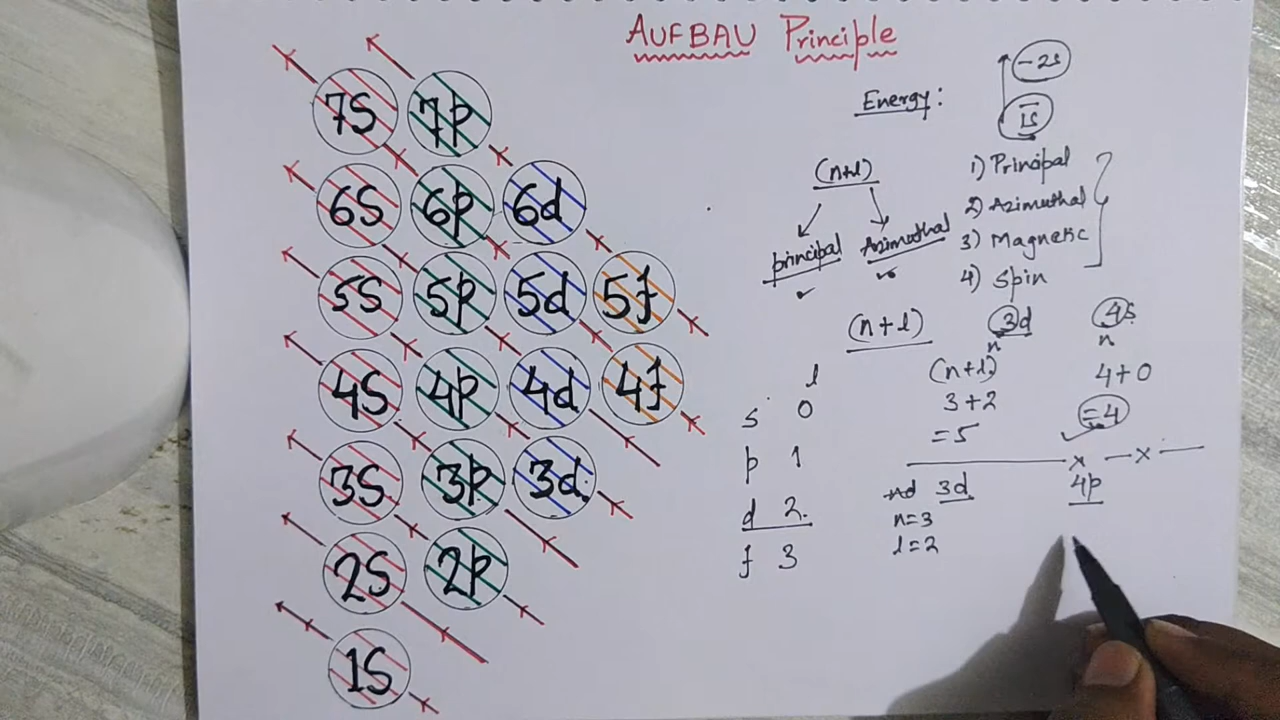 AUFBAU Principle
7S 7p
6S 6p 6d
5S 5p 5d 5f
4S 4p 4d 4f
3S 3p 3d
2S 2p
1S
Energy:
2s
1s
(n+l)
principal Azimuthal
1) Principal
2) Azimuthal
3) Magnetic
4) Spin
(n+l)
l
s 0
p 1
d 2
f 3
3d
n
(n+l)
3+2
=5
4s
n
4+0
=4
x — x —
3d
n=3
l=2
4p